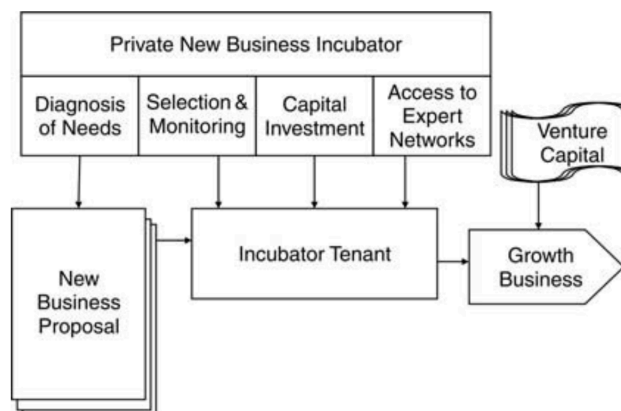 Private New Business Incubator
Diagnosis
of Needs
Selection &
Monitoring
Capital
Investment
Access to
Expert
Networks
Venture
Capital
New
Business
Proposal
Incubator Tenant
Growth
Business